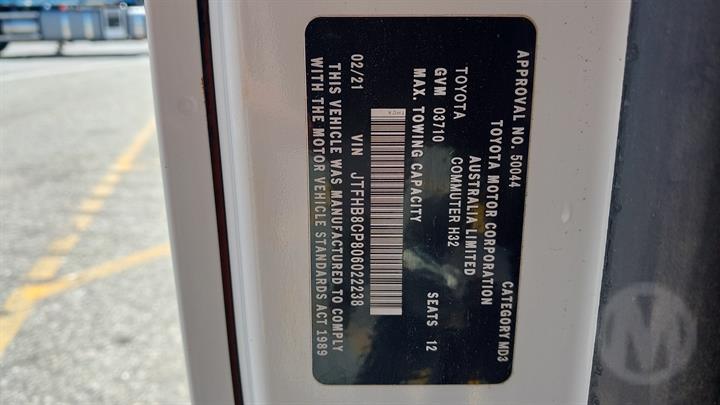 APPROVAL NO. 50044 CATEGORY MD3
TOYOTA MOTOR CORPORATION
AUSTRALIA LIMITED
TOYOTA COMMUTER H32
GVM 03710 SEATS 12
MAX. TOWING CAPACITY
VIN JTFHB8CP806022238
02/21
THIS VEHICLE WAS MANUFACTURED TO COMPLY
WITH THE MOTOR VEHICLE STANDARDS ACT 1989
M